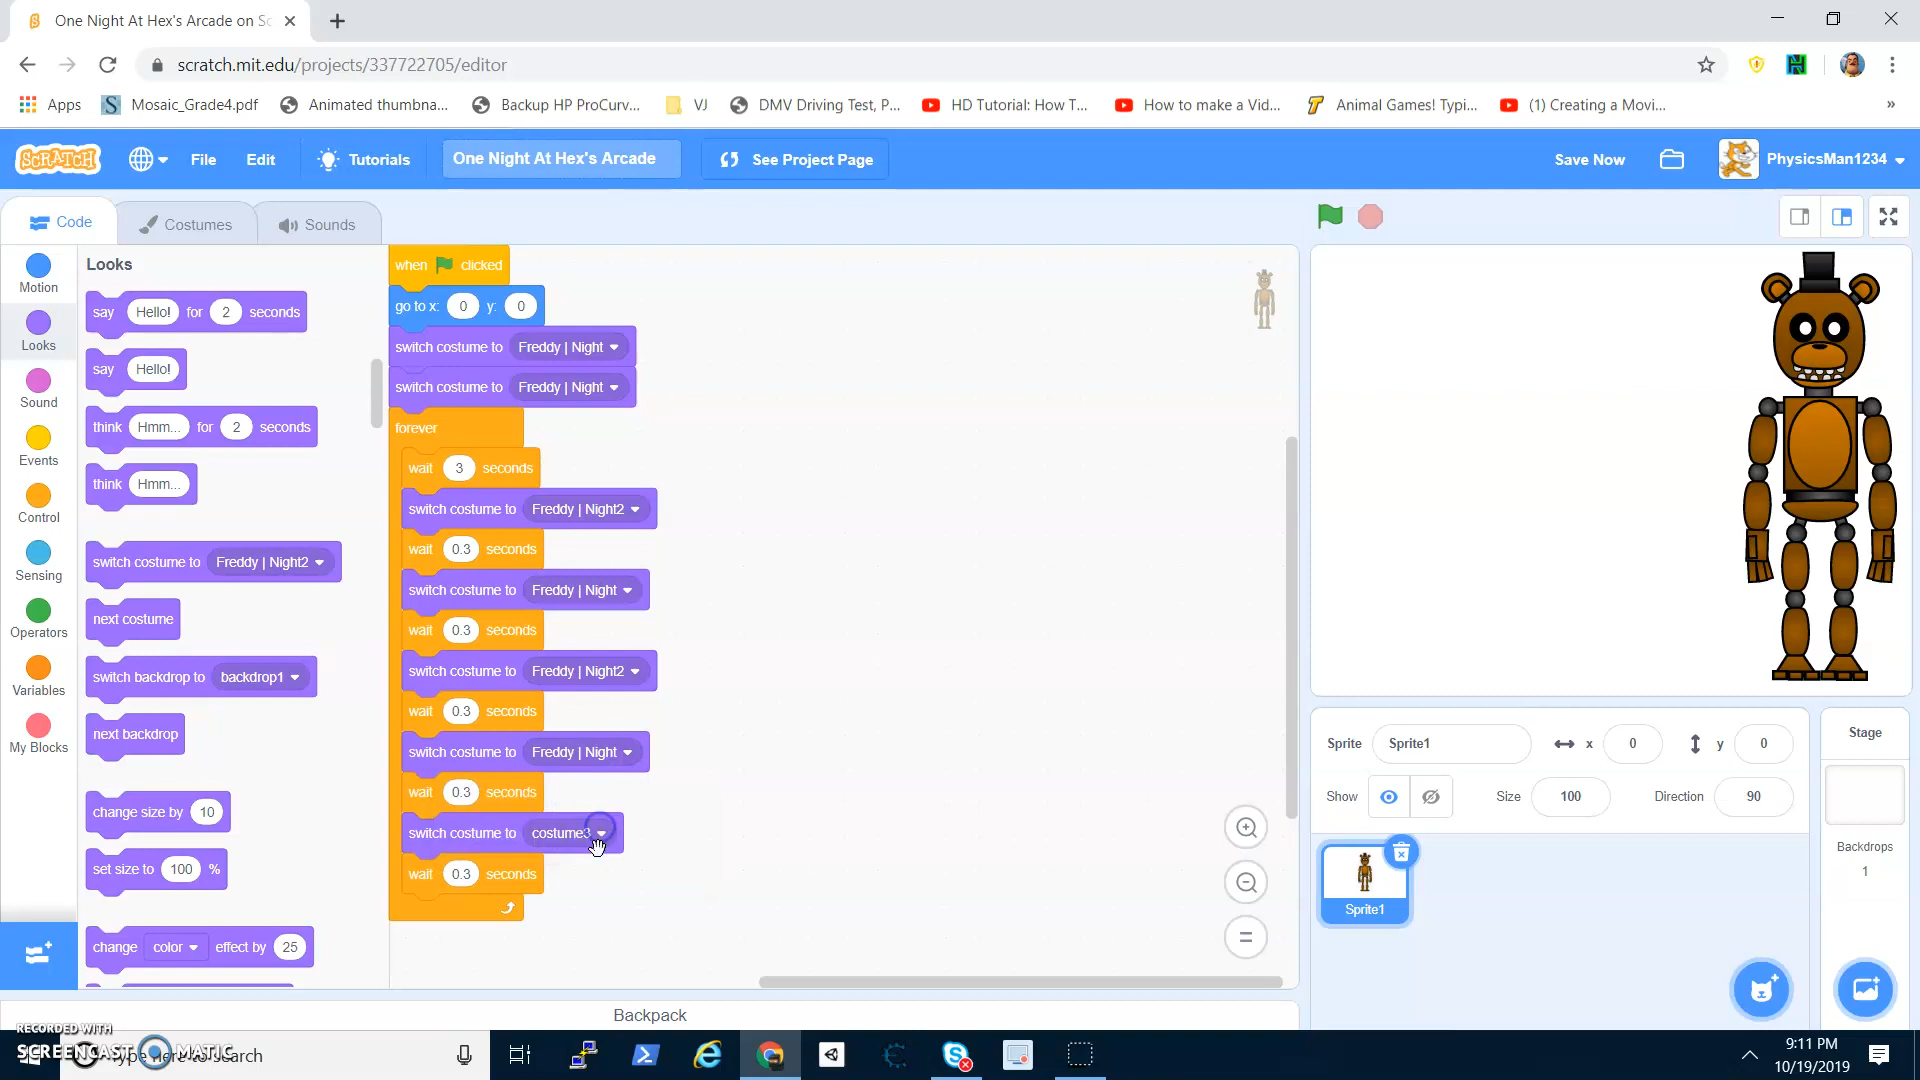 One Night At Hex's Arcade on Sc
scratch.mit.edu/projects/337722705/editor
Apps
Mosaic_Grade4.pdf
Animated thumbna...
Backup HP ProCurv...
VJ
DMV Driving Test, P...
HD Tutorial: How T...
How to make a Vid...
Animal Games! Typi...
(1) Creating a Movi...
»
SCRATCH
File
Edit
Tutorials
One Night At Hex's Arcade
See Project Page
Save Now
PhysicsMan1234
Code
Costumes
Sounds
Motion
Looks
Sound
Events
Control
Sensing
Operators
Variables
My Blocks
Looks
say Hello! for 2 seconds
say Hello!
think Hmm... for 2 seconds
think Hmm...
switch costume to Freddy | Night2
next costume
switch backdrop to backdrop1
next backdrop
change size by 10
set size to 100 %
change color effect by 25
when clicked
go to x: 0 y: 0
switch costume to Freddy | Night
switch costume to Freddy | Night
forever
wait 3 seconds
switch costume to Freddy | Night2
wait 0.3 seconds
switch costume to Freddy | Night
wait 0.3 seconds
switch costume to Freddy | Night2
wait 0.3 seconds
switch costume to Freddy | Night
wait 0.3 seconds
switch costume to costume3
wait 0.3 seconds
Backpack
Sprite Sprite1 x 0 y 0
Show Size 100 Direction 90
Sprite1
Stage
Backdrops
1
RECORDED WITH
SCREENCAST MATIC
Type here to search
9:11 PM
10/19/2019